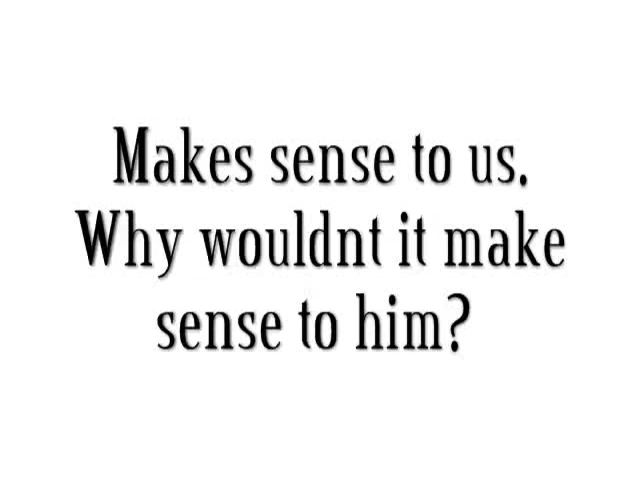 Makes sense to us.
Why wouldnt it make
sense to him?